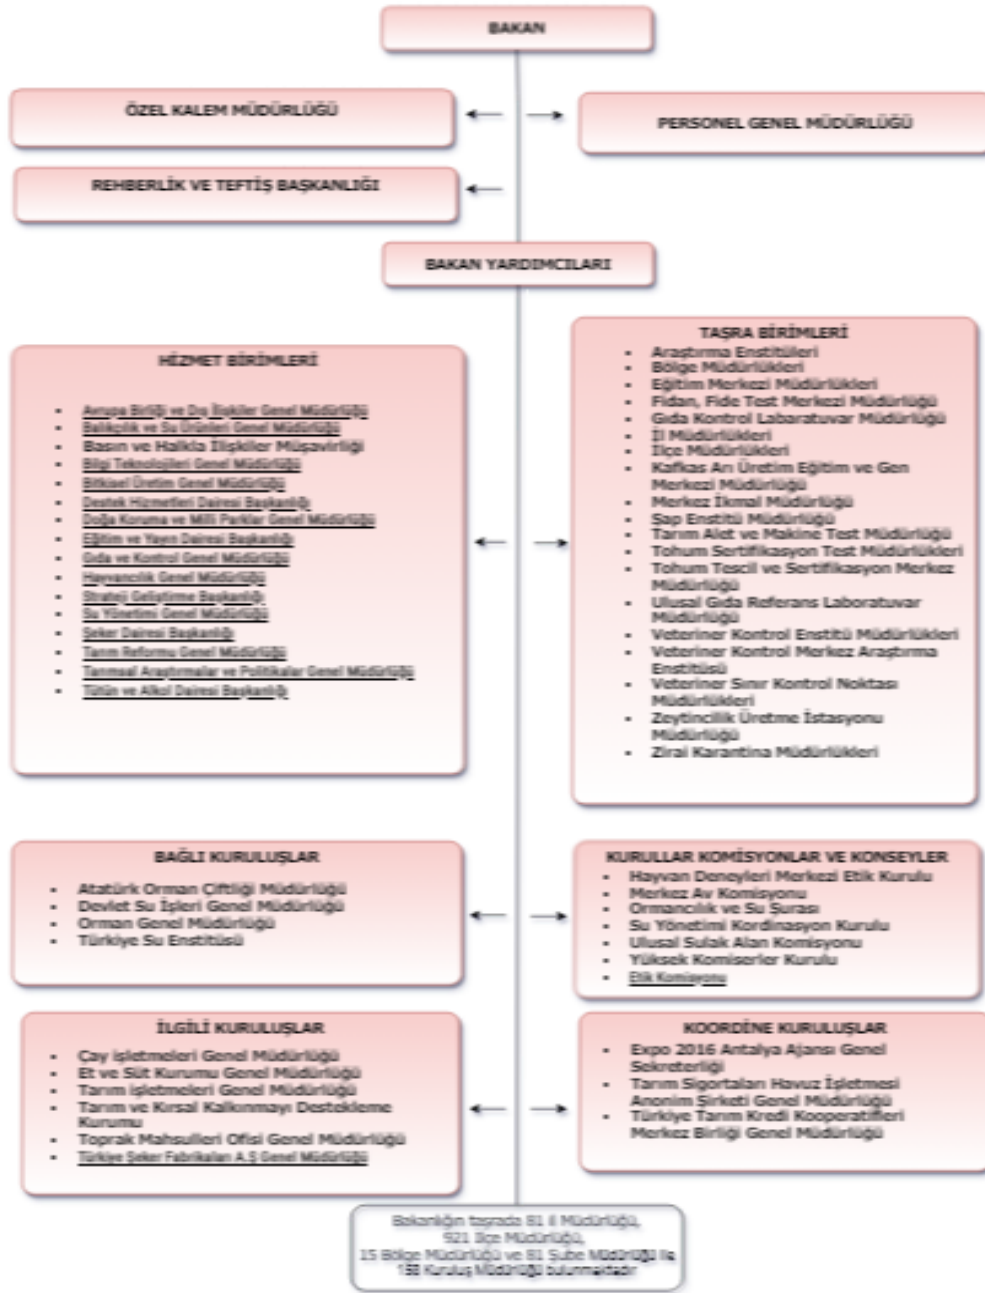 BAKAN
ÖZEL KALEM MÜDÜRLÜĞÜ
PERSONEL GENEL MÜDÜRLÜĞÜ
REHBERLİK VE TEFTİŞ BAŞKANLIĞI
BAKAN YARDIMCILARI
HİZMET BİRİMLERİ
Avrupa Birliği ve Dış İlişkiler Genel Müdürlüğü
Balıkçılık ve Su Ürünleri Genel Müdürlüğü
Basın ve Halkla İlişkiler Müşavirliği
Bilgi Teknolojileri Genel Müdürlüğü
Bitkisel Üretim Genel Müdürlüğü
Destek Hizmetleri Dairesi Başkanlığı
Doğa Koruma ve Milli Parklar Genel Müdürlüğü
Eğitim ve Yayın Dairesi Başkanlığı
Gıda ve Kontrol Genel Müdürlüğü
Hayvancılık Genel Müdürlüğü
Strateji Geliştirme Başkanlığı
Su Yönetimi Genel Müdürlüğü
Şeker Dairesi Başkanlığı
Tarım Reformu Genel Müdürlüğü
Tarımsal Araştırmalar ve Politikalar Genel Müdürlüğü
Tütün ve Alkol Dairesi Başkanlığı
TAŞRA BİRİMLERİ
Araştırma Enstitüleri
Bölge Müdürlükleri
Eğitim Merkezi Müdürlükleri
Fidan, Fide Test Merkezi Müdürlüğü
Gıda Kontrol Labaratuvar Müdürlüğü
İl Müdürlükleri
İlçe Müdürlükleri
Kafkas Arı Üretim Eğitim ve Gen
Merkezi Müdürlüğü
Merkez İkmal Müdürlüğü
Şap Enstitü Müdürlüğü
Tarım Alet ve Makine Test Müdürlüğü
Tohum Sertifikasyon Test Müdürlükleri
Tohum Tescil ve Sertifikasyon Merkez
Müdürlüğü
Ulusal Gıda Referans Laboratuvar
Müdürlüğü
Veteriner Kontrol Enstitü Müdürlükleri
Veteriner Kontrol Merkez Araştırma
Enstitüsü
Veteriner Sınır Kontrol Noktası
Müdürlükleri
Zeytincilik Üretme İstasyonu
Müdürlüğü
Zirai Karantina Müdürlükleri
BAĞLI KURULUŞLAR
Atatürk Orman Çiftliği Müdürlüğü
Devlet Su İşleri Genel Müdürlüğü
Orman Genel Müdürlüğü
Türkiye Su Enstitüsü
KURULLAR KOMİSYONLAR VE KONSEYLER
Hayvan Deneyleri Merkezi Etik Kurulu
Merkez Av Komisyonu
Ormancılık ve Su Şurası
Su Yönetimi Kordinasyon Kurulu
Ulusal Sulak Alan Komisyonu
Yüksek Komiserler Kurulu
Etik Komisyonu
İLGİLİ KURULUŞLAR
Çay işletmeleri Genel Müdürlüğü
Et ve Süt Kurumu Genel Müdürlüğü
Tarım işletmeleri Genel Müdürlüğü
Tarım ve Kırsal Kalkınmayı Destekleme
Kurumu
Toprak Mahsulleri Ofisi Genel Müdürlüğü
Türkiye Şeker Fabrikaları A.Ş Genel Müdürlüğü
KOORDİNE KURULUŞLAR
Expo 2016 Antalya Ajansı Genel
Sekreterliği
Tarım Sigortaları Havuz İşletmesi
Anonim Şirketi Genel Müdürlüğü
Türkiye Tarım Kredi Kooperatifleri
Merkez Birliği Genel Müdürlüğü
Bakanlığın taşrada 81 il Müdürlüğü,
921 İlçe Müdürlüğü,
15 Bölge Müdürlüğü ve 81 Şube Müdürlüğü ile
198 Kuruluş Müdürlüğü bulunmaktadır